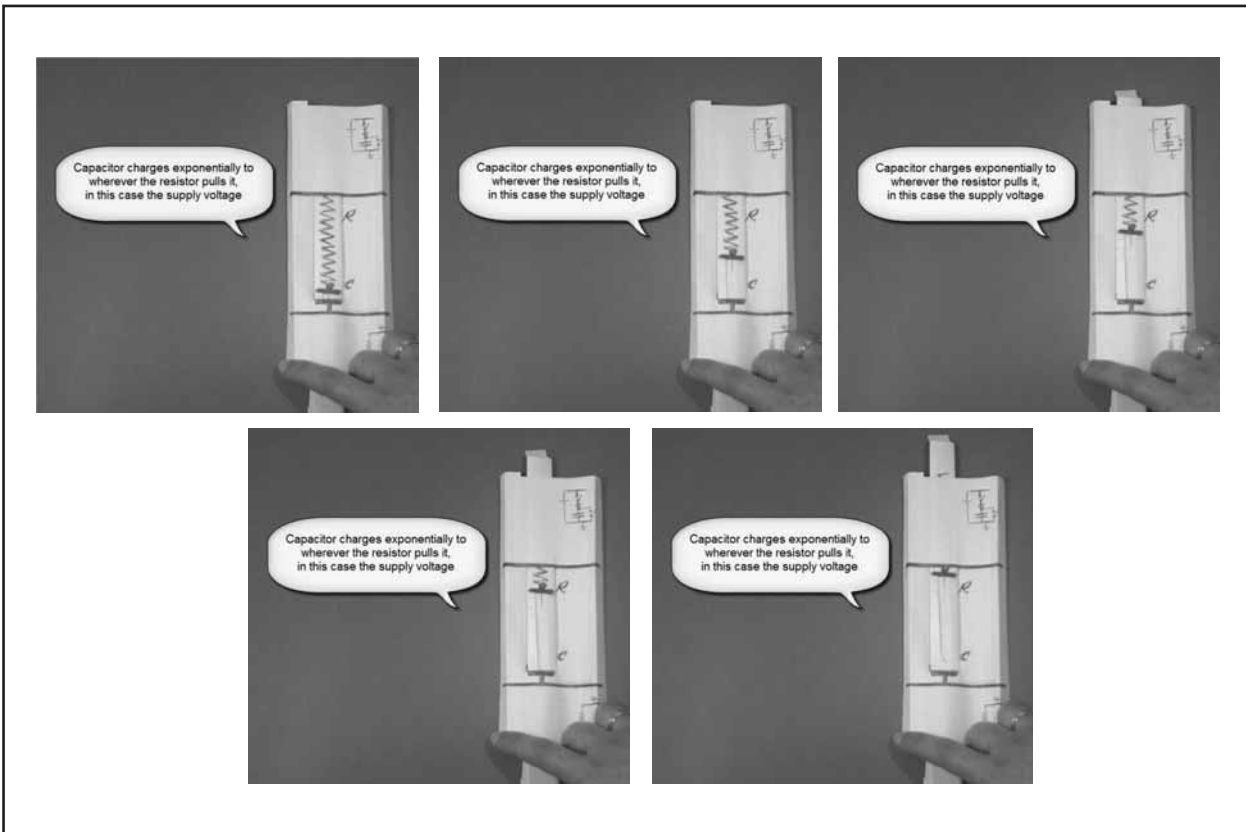 Capacitor charges exponentially to
wherever the resistor pulls it,
in this case the supply voltage
R
C
Capacitor charges exponentially to
wherever the resistor pulls it,
in this case the supply voltage
R
C
Capacitor charges exponentially to
wherever the resistor pulls it,
in this case the supply voltage
R
C
Capacitor charges exponentially to
wherever the resistor pulls it,
in this case the supply voltage
R
C
Capacitor charges exponentially to
wherever the resistor pulls it,
in this case the supply voltage
R
C